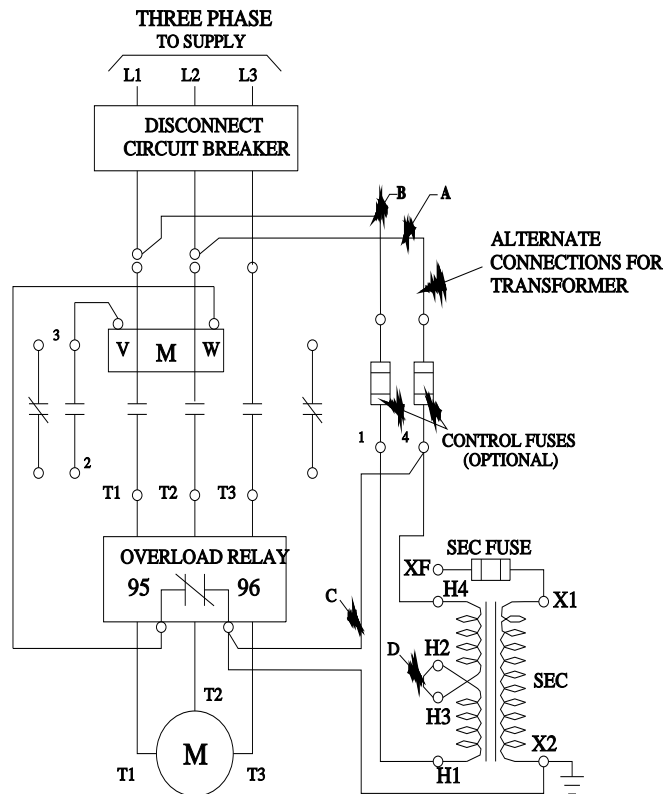 THREE PHASE
TO SUPPLY
L1 L2 L3
DISCONNECT
CIRCUIT BREAKER
B A
ALTERNATE
CONNECTIONS FOR
TRANSFORMER
3
V M W
2
1 4
CONTROL FUSES
(OPTIONAL)
T1 T2 T3
OVERLOAD RELAY
95 96
SEC FUSE
XF
H4 X1
C
D H2
SEC
H3
T2
M
X2
T1 T3 H1